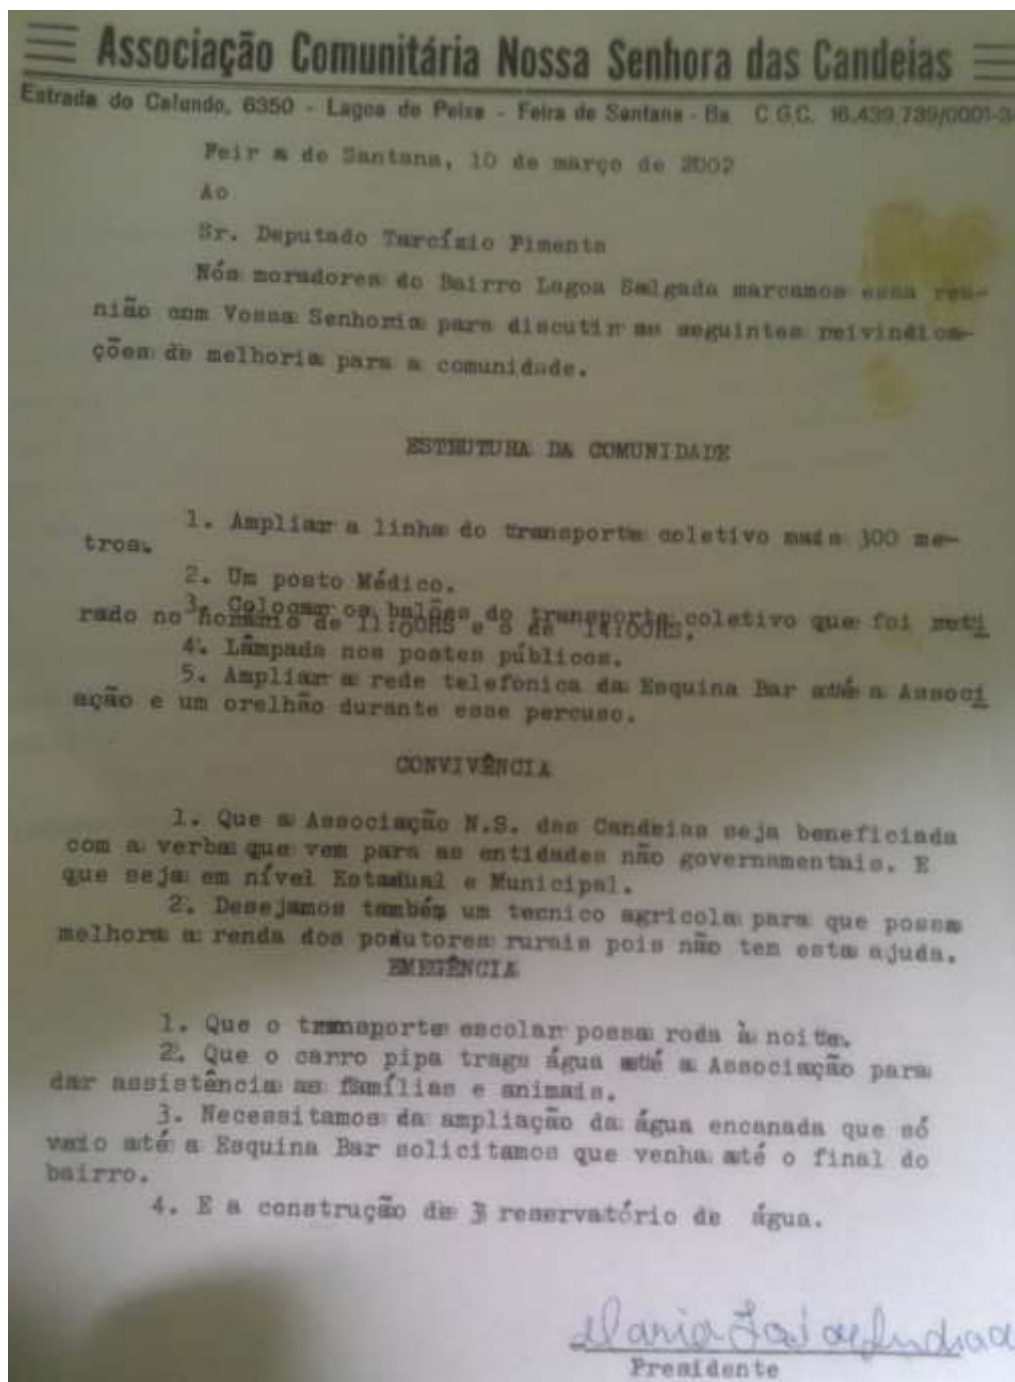 Associação Comunitária Nossa Senhora das Candeias
Estrada do Calundo, 6350 - Lagoa do Peixe - Feira de Santana - Ba C.G.C. 16.439.739/0001-3
Feir a de Santana, 10 de março de 2002
Ao
Sr. Deputado Tarcízio Pimenta
Nós moradores do Bairro Lagoa Salgada marcamos essa reu-
nião com Vossa Senhoria para discutir as seguintes reivindica-
ções de melhoria para a comunidade.
ESTRUTURA DA COMUNIDADE
1. Ampliar a linha do transporte coletivo mais 300 me-
tros.
2. Um posto Médico.
3. Colocar os balões do transporte coletivo que foi reti
rado no horário de 11:00HS e o de 14:00HS.
4. Lâmpada nos postes públicos.
5. Ampliar a rede telefonica da Esquina Bar até a Associ
ação e um orelhão durante esse percuso.
CONVIVÊNCIA
1. Que a Associação N.S. das Candeias seja beneficiada
com a verba que vem para as entidades não governamentais. E
que seja em nível Estadual e Municipal.
2. Desejamos também um tecnico agricola para que possa
melhora a renda dos podutores rurais pois não tem esta ajuda.
EMEGÊNCIA
1. Que o transporte escolar possa roda à noite.
2. Que o carro pipa traga água até a Associação para
dar assistência as famílias e animais.
3. Necessitamos da ampliação da água encanada que só
veio até a Esquina Bar solicitamos que venha até o final do
bairro.
4. E a construção de 3 reservatório de água.
Maria
Presidente